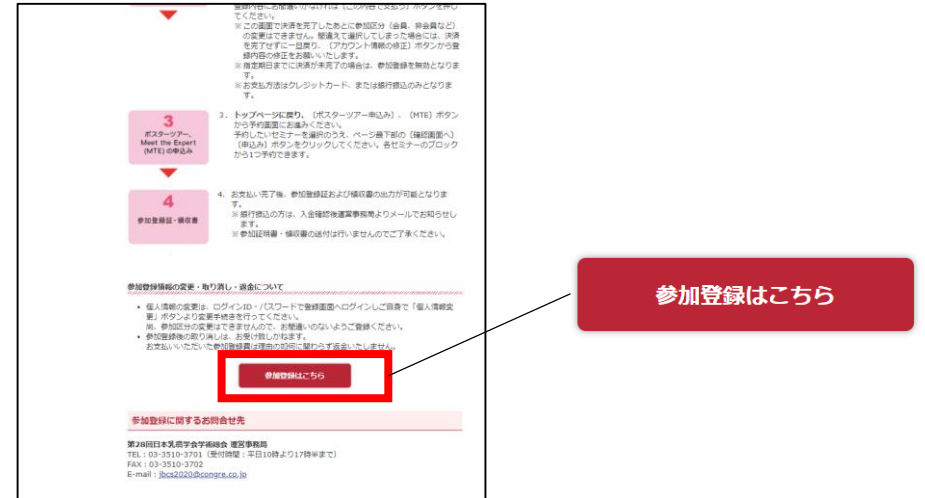 登録内容にお間違いがなければ〔この内容で支払う〕ボタンを押し
てください。
※この画面で決済を完了したあとに参加区分（会員、非会員など）
の変更はできません。間違えて選択してしまった場合には、決済
を完了せずに一旦戻り、〔アカウント情報の修正〕ボタンから登
録内容の修正をお願いいたします。
※指定期日までに決済が未完了の場合は、参加登録を無効となりま
す。
※お支払方法はクレジットカード、または銀行振込のみとなりま
す。
3
ポスターツアー、
Meet the Expert
(MTE) の申込み
3. トップページに戻り、〔ポスターツアー申込み〕、〔MTE〕ボタン
から予約画面にお進みください。
予約したいセミナーを選択のうえ、ページ最下部の〔確認画面へ〕
〔申込み〕ボタンをクリックしてください。各セミナーのブロック
から1つ予約できます。
4
参加登録証・領収書
4. お支払い完了後、参加登録証および領収書の出力が可能となりま
す。
※銀行振込の方は、入金確認後運営事務局よりメールでお知らせし
ます。
※参加証明書・領収書の送付は行いませんのでご了承ください。
参加登録情報の変更・取り消し・返金について
• 個人情報の変更は、ログインID・パスワードで登録画面へログインしご自身で「個人情報変
更」ボタンより変更手続きを行ってください。
尚、参加区分の変更はできませんので、お間違いのないようご登録ください。
• 参加登録後の取り消しは、お受け致しかねます。
お支払いいただいた参加登録費は理由の如何に関わらず返金いたしません。
参加登録はこちら
参加登録はこちら
参加登録に関するお問合せ先
第28回日本乳癌学会学術総会 運営事務局
TEL：03-3510-3701（受付時間：平日10時より17時半まで）
FAX：03-3510-3702
E-mail：jbcs2020@congre.co.jp